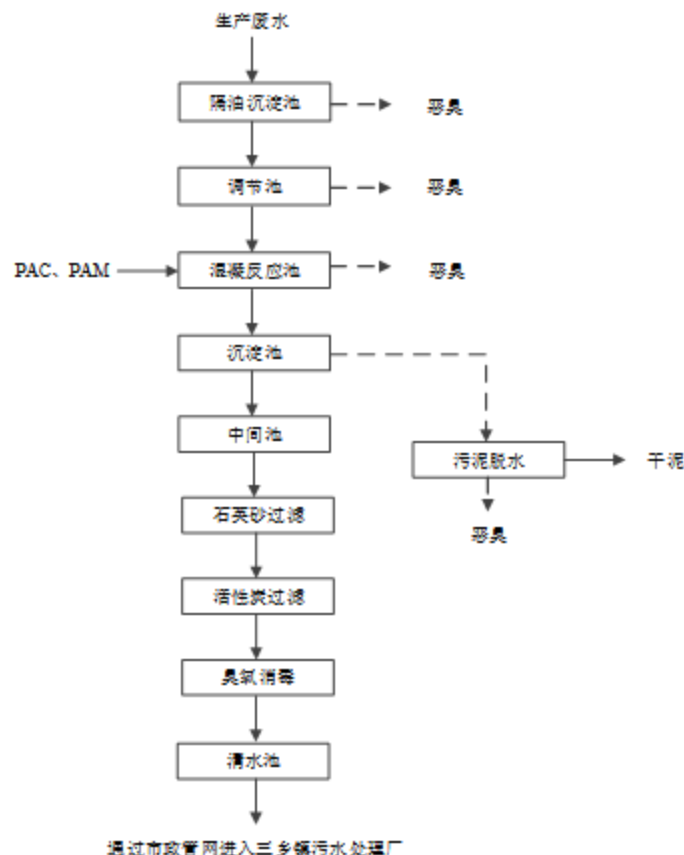 生产废水
隔油沉淀池
恶臭
调节池
恶臭
PAC、PAM
混凝反应池
恶臭
沉淀池
中间池
污泥脱水
干泥
石英砂过滤
恶臭
活性炭过滤
臭氧消毒
清水池
通过市政管网进入三乡镇污水处理厂